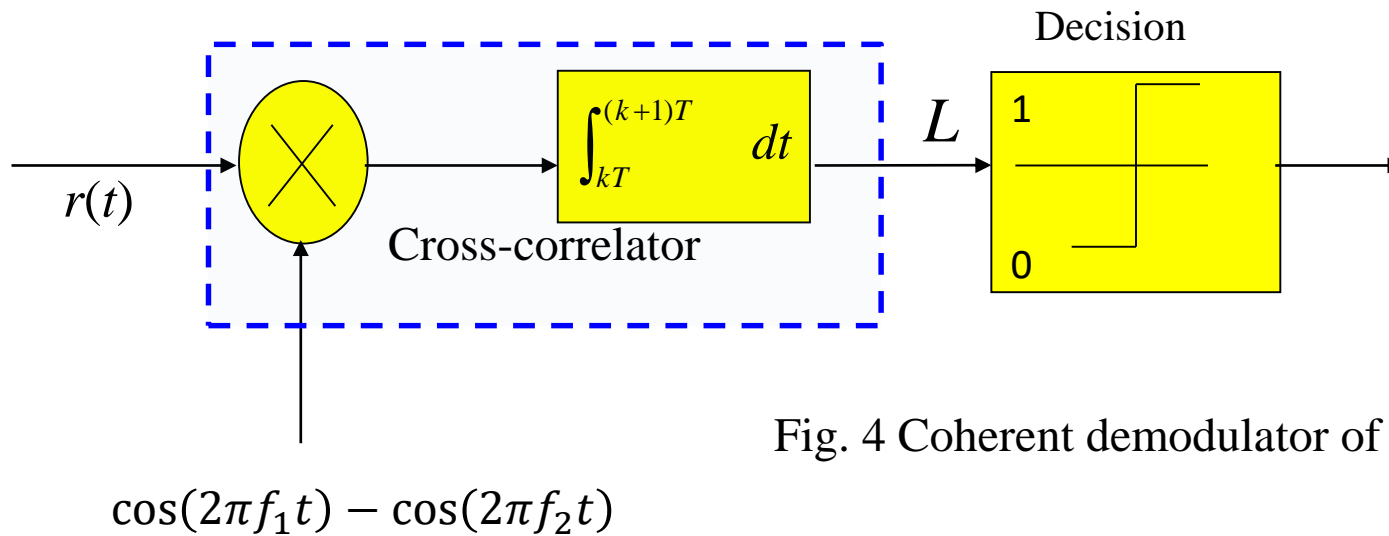 Decision
∫_{kT}^{(k+1)T} dt
L
1
0
r(t)
Cross-correlator
Fig. 4 Coherent demodulator of
cos(2πf₁t) − cos(2πf₂t)